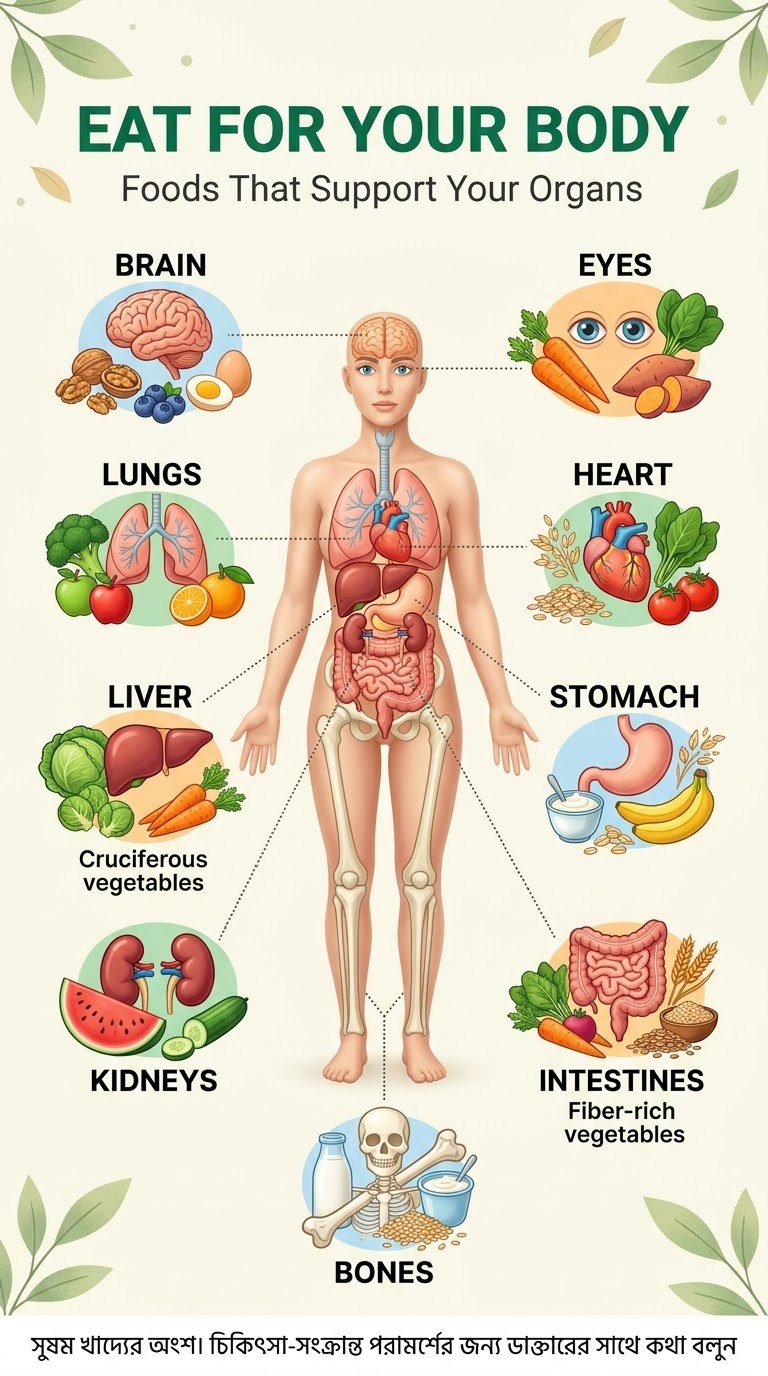 EAT FOR YOUR BODY
Foods That Support Your Organs
BRAIN
EYES
LUNGS
HEART
LIVER
STOMACH
Cruciferous
vegetables
KIDNEYS
INTESTINES
Fiber-rich
vegetables
BONES
সুষম খাদ্যের অংশ। চিকিৎসা-সংক্রান্ত পরামর্শের জন্য ডাক্তারের সাথে কথা বলুন